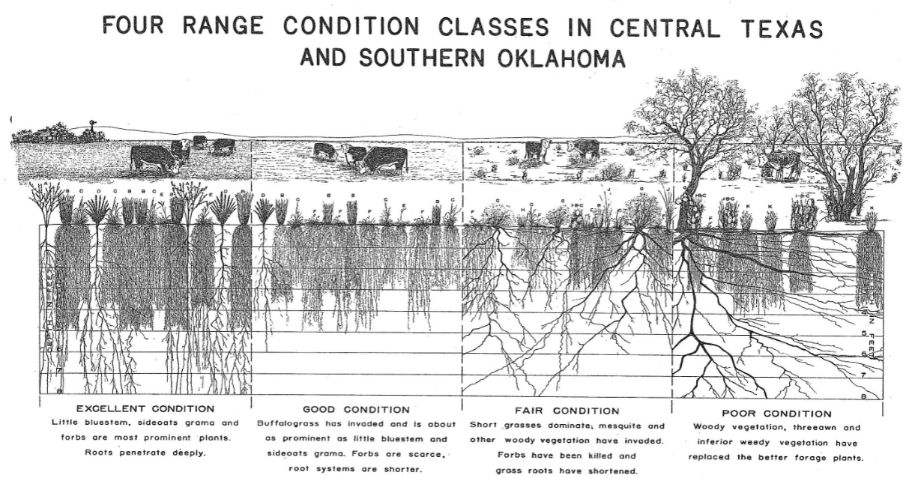 FOUR RANGE CONDITION CLASSES IN CENTRAL TEXAS
AND SOUTHERN OKLAHOMA
EXCELLENT CONDITION
Little bluestem, sideoats grama and
forbs are most prominent plants.
Roots penetrate deeply.
GOOD CONDITION
Buffalograss has invaded and is about
as prominent as little bluestem and
sideoats grama. Forbs are scarce,
root systems are shorter.
FAIR CONDITION
Short grasses dominate; mesquite and
other woody vegetation have invaded.
Forbs have been killed and
grass roots have shortened.
POOR CONDITION
Woody vegetation, threeawn and
inferior weedy vegetation have
replaced the better forage plants.